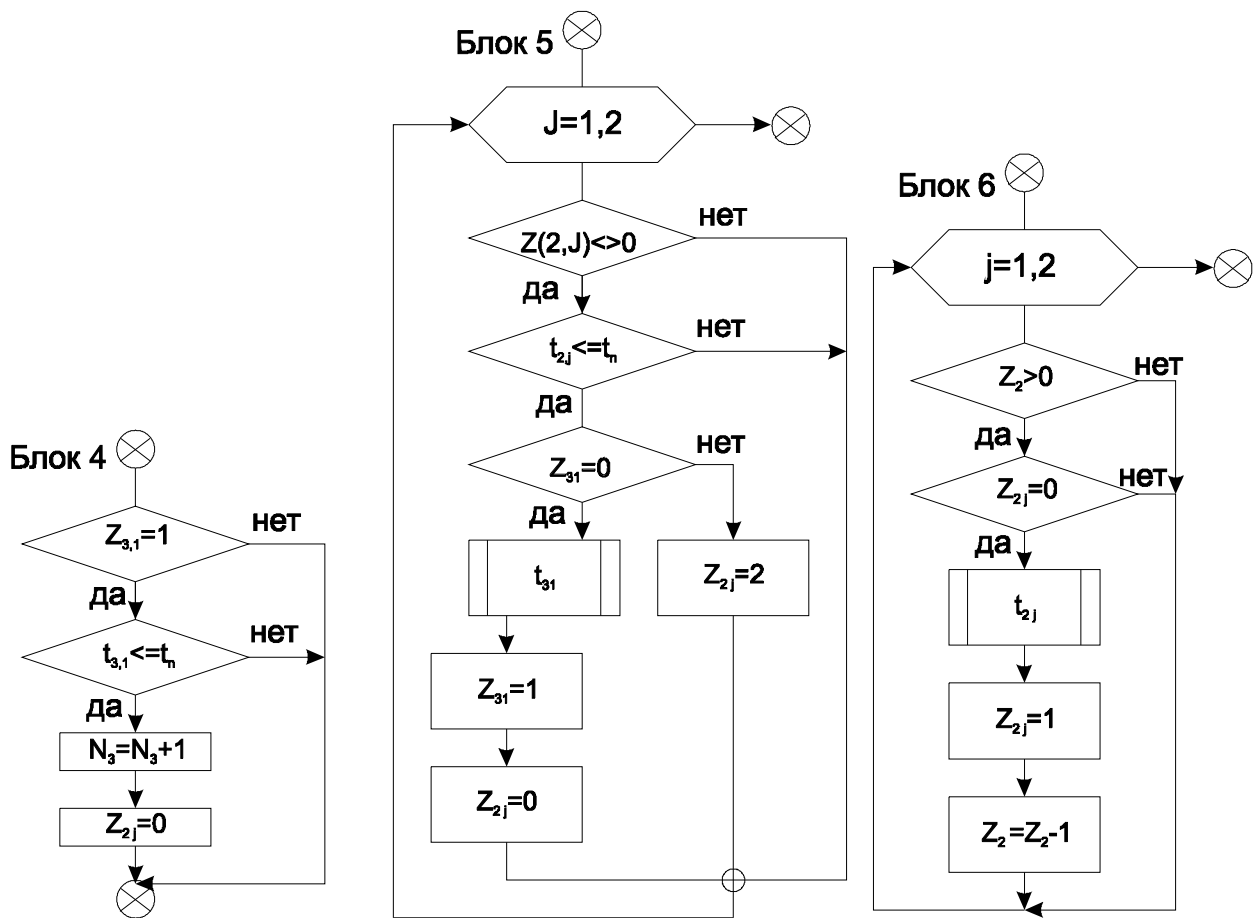 Блок 4
Z3,1=1
нет
да
t3,1<=tn
нет
да
N3=N3+1
Z2j=0
Блок 5
J=1,2
Z(2,J)<>0
нет
да
t2,j<=tn
нет
да
Z31=0
нет
да
t31
Z2j=2
Z31=1
Z2j=0
Блок 6
j=1,2
Z2>0
нет
да
Z2j=0
нет
да
t2j
Z2j=1
Z2=Z2-1